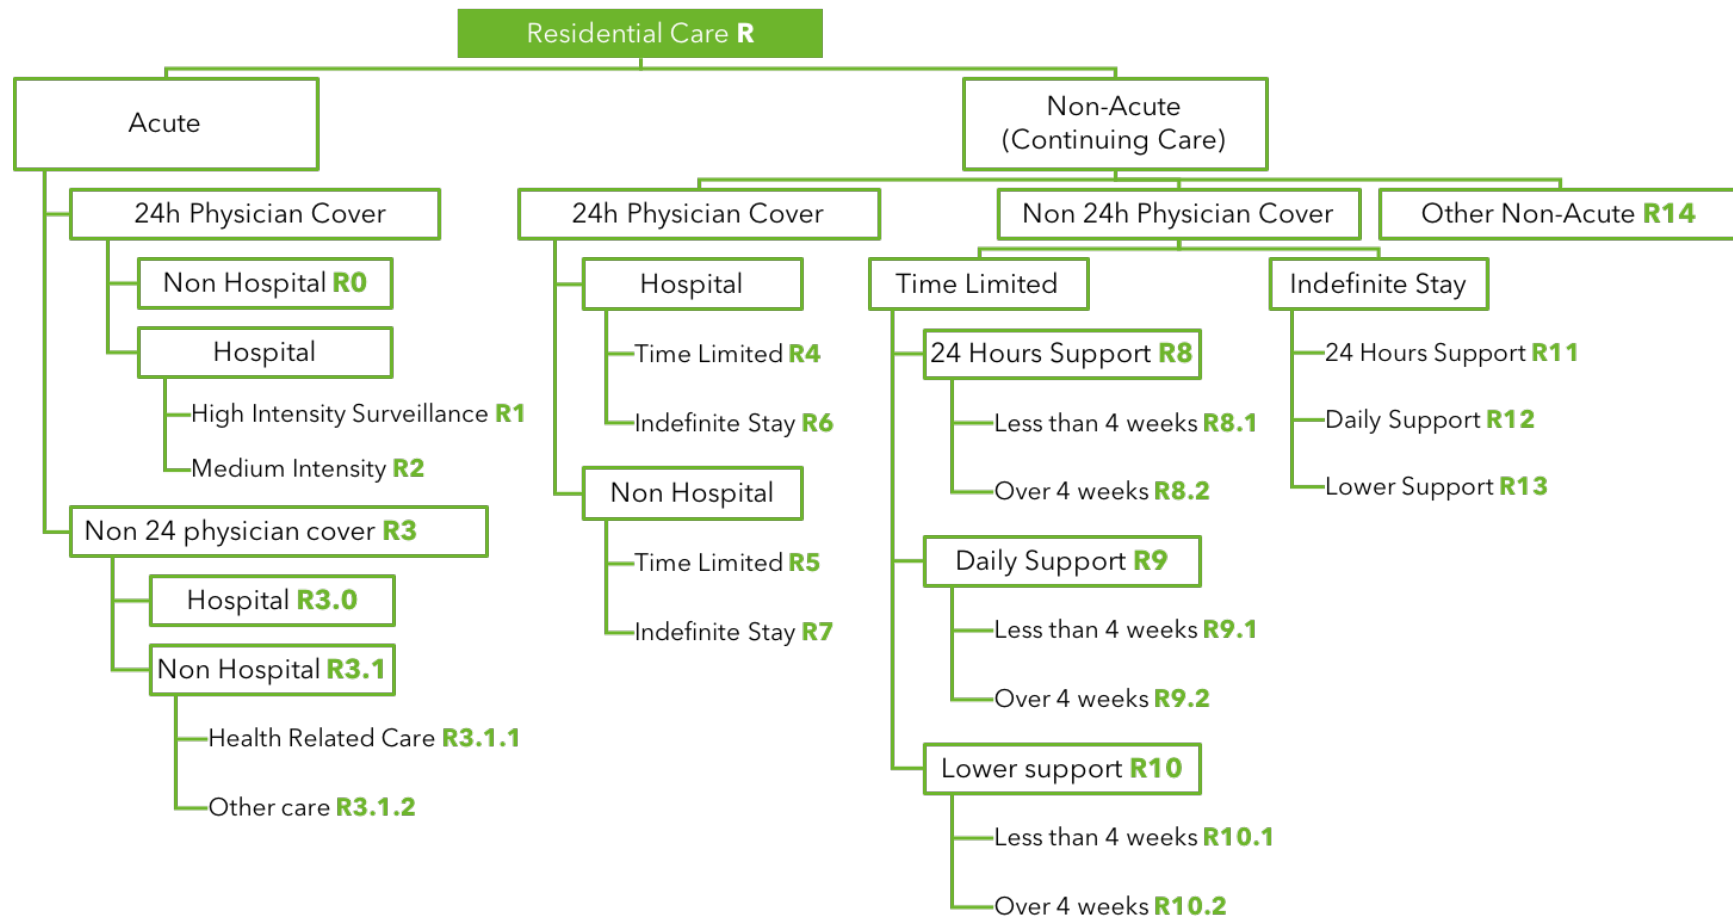 Residential Care R
Acute
Non-Acute
(Continuing Care)
24h Physician Cover
Non Hospital R0
Hospital
High Intensity Surveillance R1
Medium Intensity R2
Non 24 physician cover R3
Hospital R3.0
Non Hospital R3.1
Health Related Care R3.1.1
Other care R3.1.2
24h Physician Cover
Hospital
Time Limited R4
Indefinite Stay R6
Non Hospital
Time Limited R5
Indefinite Stay R7
Non 24h Physician Cover
Time Limited
24 Hours Support R8
Less than 4 weeks R8.1
Over 4 weeks R8.2
Daily Support R9
Less than 4 weeks R9.1
Over 4 weeks R9.2
Lower support R10
Less than 4 weeks R10.1
Over 4 weeks R10.2
Indefinite Stay
24 Hours Support R11
Daily Support R12
Lower Support R13
Other Non-Acute R14